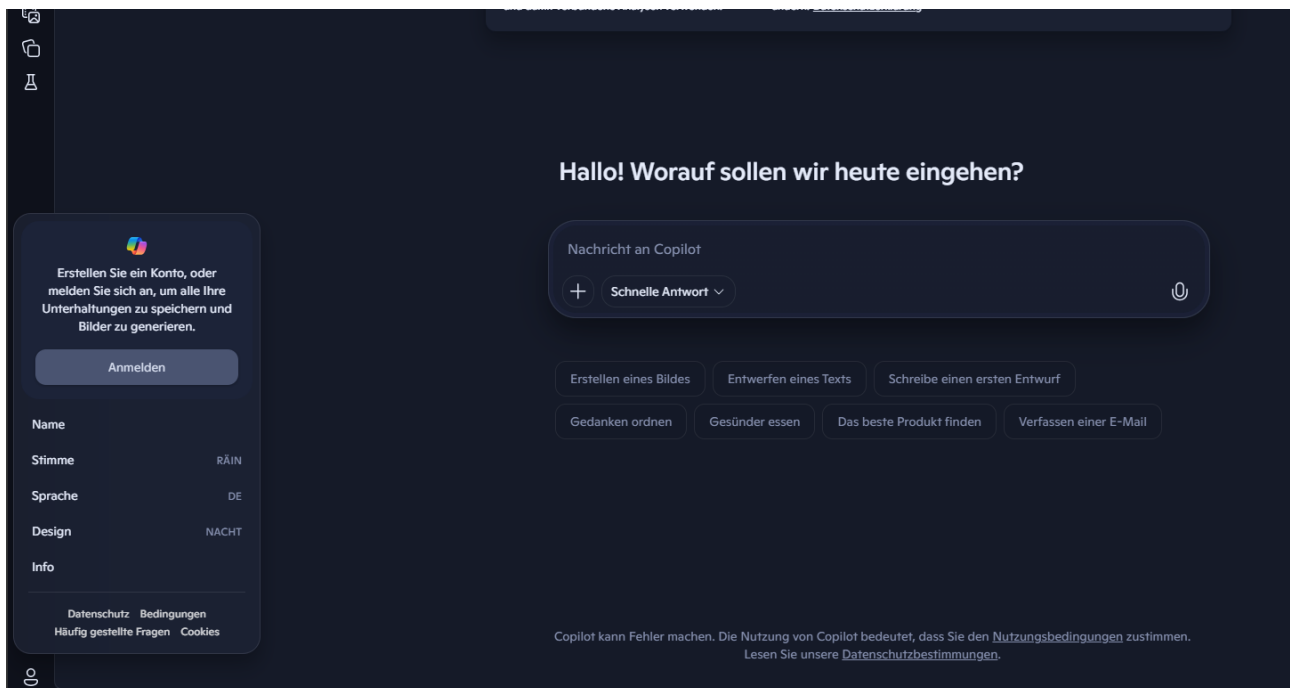 unsere Datenschutzerklärung
Hallo! Worauf sollen wir heute eingehen?
Nachricht an Copilot
Schnelle Antwort
Erstellen eines Bildes
Entwerfen eines Texts
Schreibe einen ersten Entwurf
Gedanken ordnen
Gesünder essen
Das beste Produkt finden
Verfassen einer E-Mail
Copilot kann Fehler machen. Die Nutzung von Copilot bedeutet, dass Sie den Nutzungsbedingungen zustimmen.
Lesen Sie unsere Datenschutzbestimmungen.
Erstellen Sie ein Konto, oder
melden Sie sich an, um alle Ihre
Unterhaltungen zu speichern und
Bilder zu generieren.
Anmelden
Name
Stimme RÄIN
Sprache DE
Design NACHT
Info
Datenschutz Bedingungen
Häufig gestellte Fragen Cookies